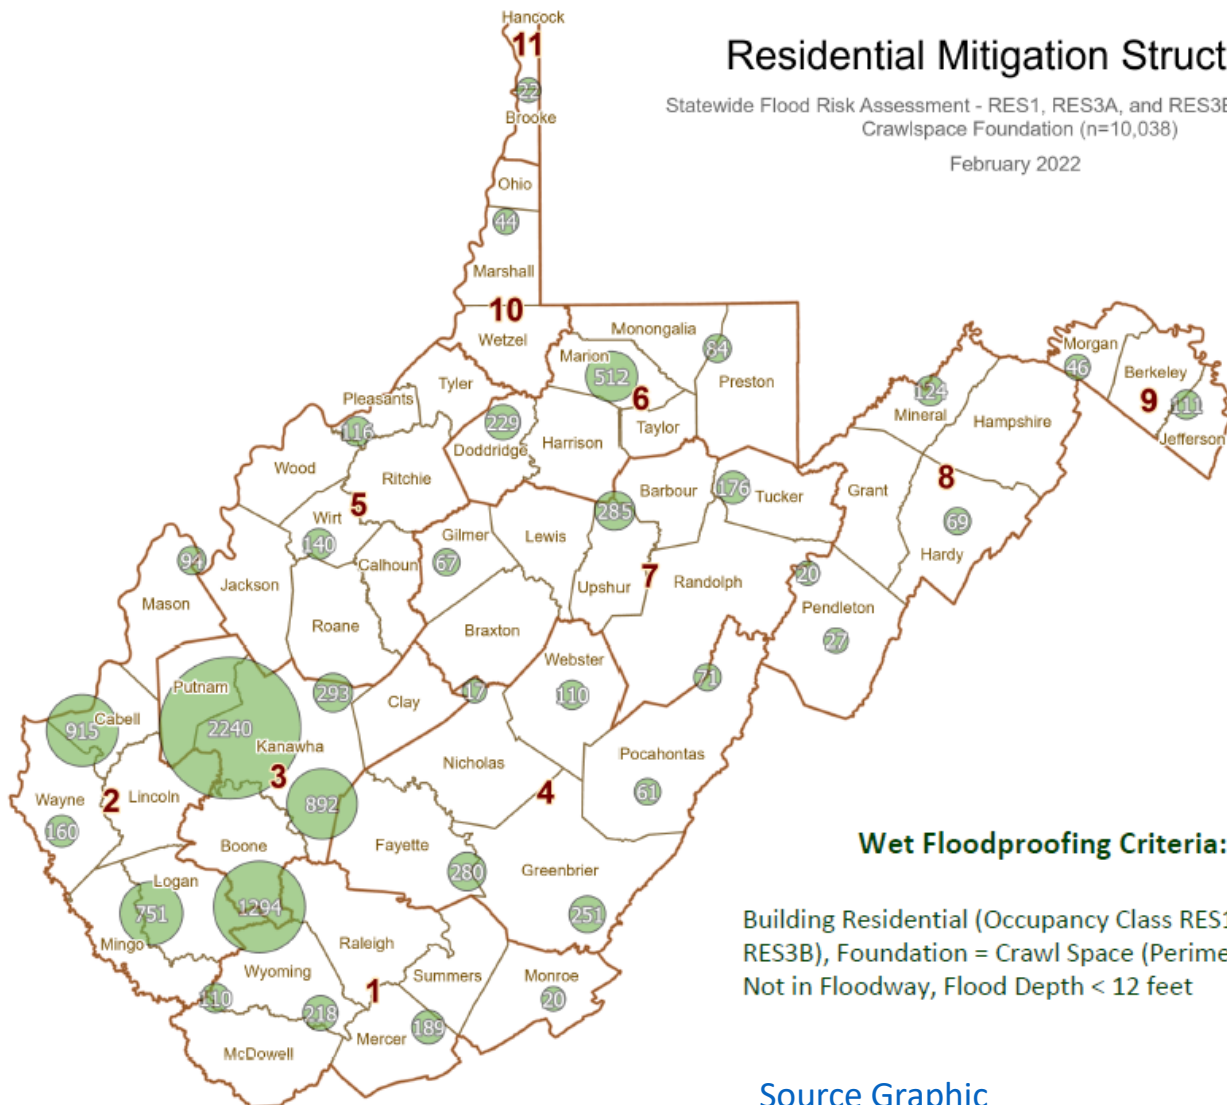 Hancock
11
Residential Mitigation Struct
22
Statewide Flood Risk Assessment - RES1, RES3A, and RES3B
Brooke
Crawlspace Foundation (n=10,038)
February 2022
Ohio
44
Marshall
10
Wetzel
Monongalia
Marion
84
Morgan
46
512
Preston
Berkeley
Tyler
124
9
Pleasants
6
111
Mineral
Hampshire
229
Taylor
116
Jefferson
Doddridge
Harrison
Wood
Ritchie
8
Barbour
176
Tucker
Grant
5
285
Wirt
69
Gilmer
Lewis
140
94
67
Hardy
Calhoun
20
7
Randolph
Jackson
Upshur
Mason
Pendleton
Roane
Braxton
27
Webster
71
Putnam
293
17
110
Clay
Cabell
2240
915
Kanawha
Pocahontas
Nicholas
3
4
61
Wayne
2
Lincoln
892
160
Boone
Fayette
Wet Floodproofing Criteria:
280
Greenbrier
Logan
1294
251
751
Building Residential (Occupancy Class RES1
Mingo
Raleigh
RES3B), Foundation = Crawl Space (Perime
Wyoming
Summers
Monroe
Not in Floodway, Flood Depth < 12 feet
110
1
20
218
189
Mercer
McDowell
Source Graphic